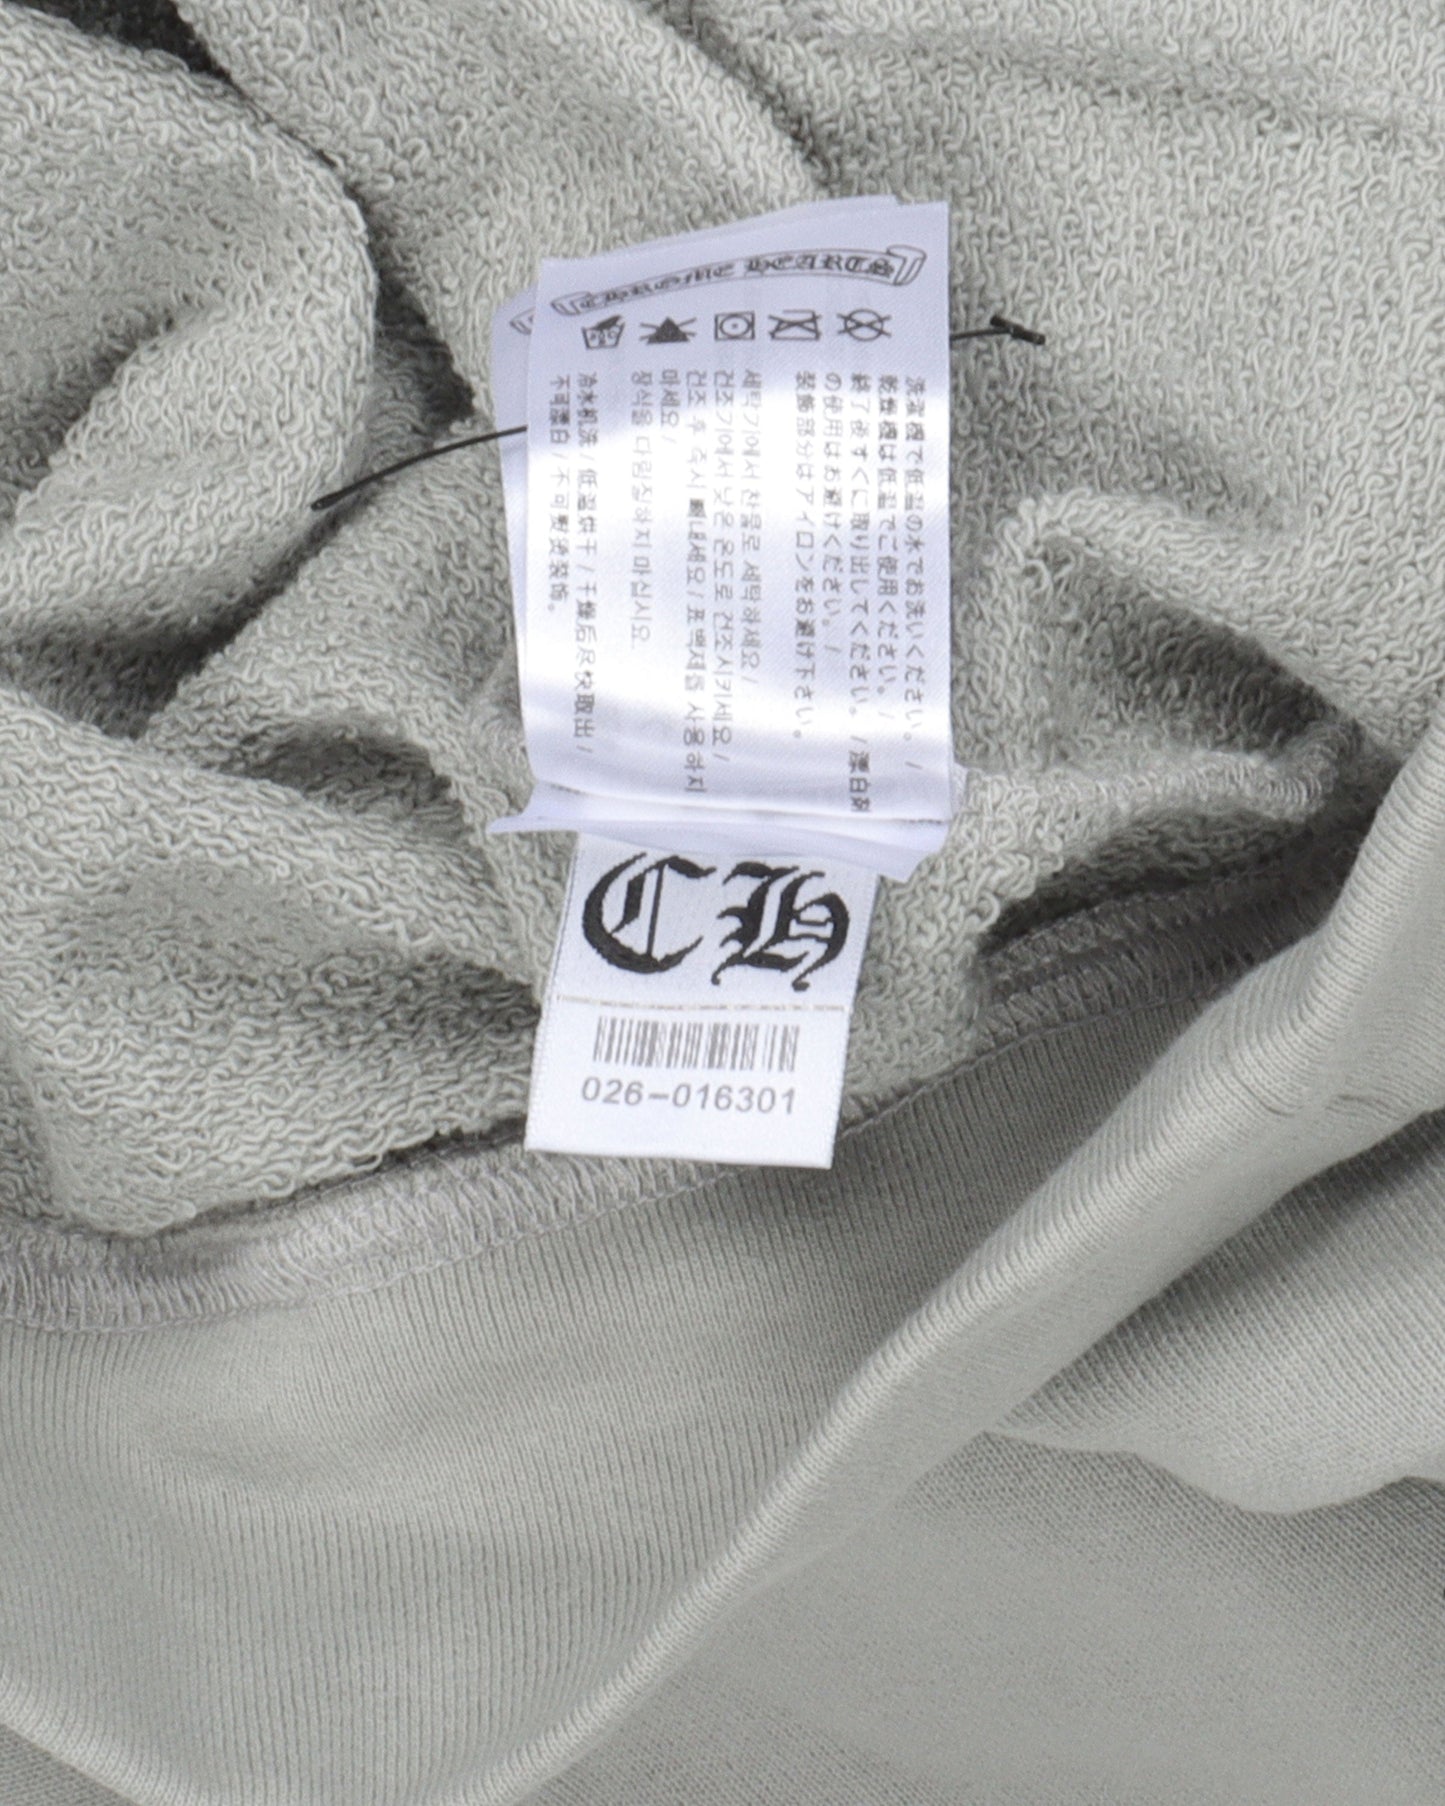 CHROME HEARTS
洗濯機で低温の水でお洗いください。/
乾燥機は低温でご使用ください。/
終了後すぐに取り出してください。/漂白剤
の使用はお避けください。/
装飾部分はアイロンをお避け下さい。
세탁기에서 찬물로 세탁하세요/
건조기에서 낮은 온도로 건조시키세요/
건조 후 즉시 빼내세요/표백제를 사용하지
마세요/
장식을 다림질하지 마십시오.
冷水机洗/低温烘干/干燥后尽快取出/
不可漂白/不可熨烫装饰。
CH
026-016301